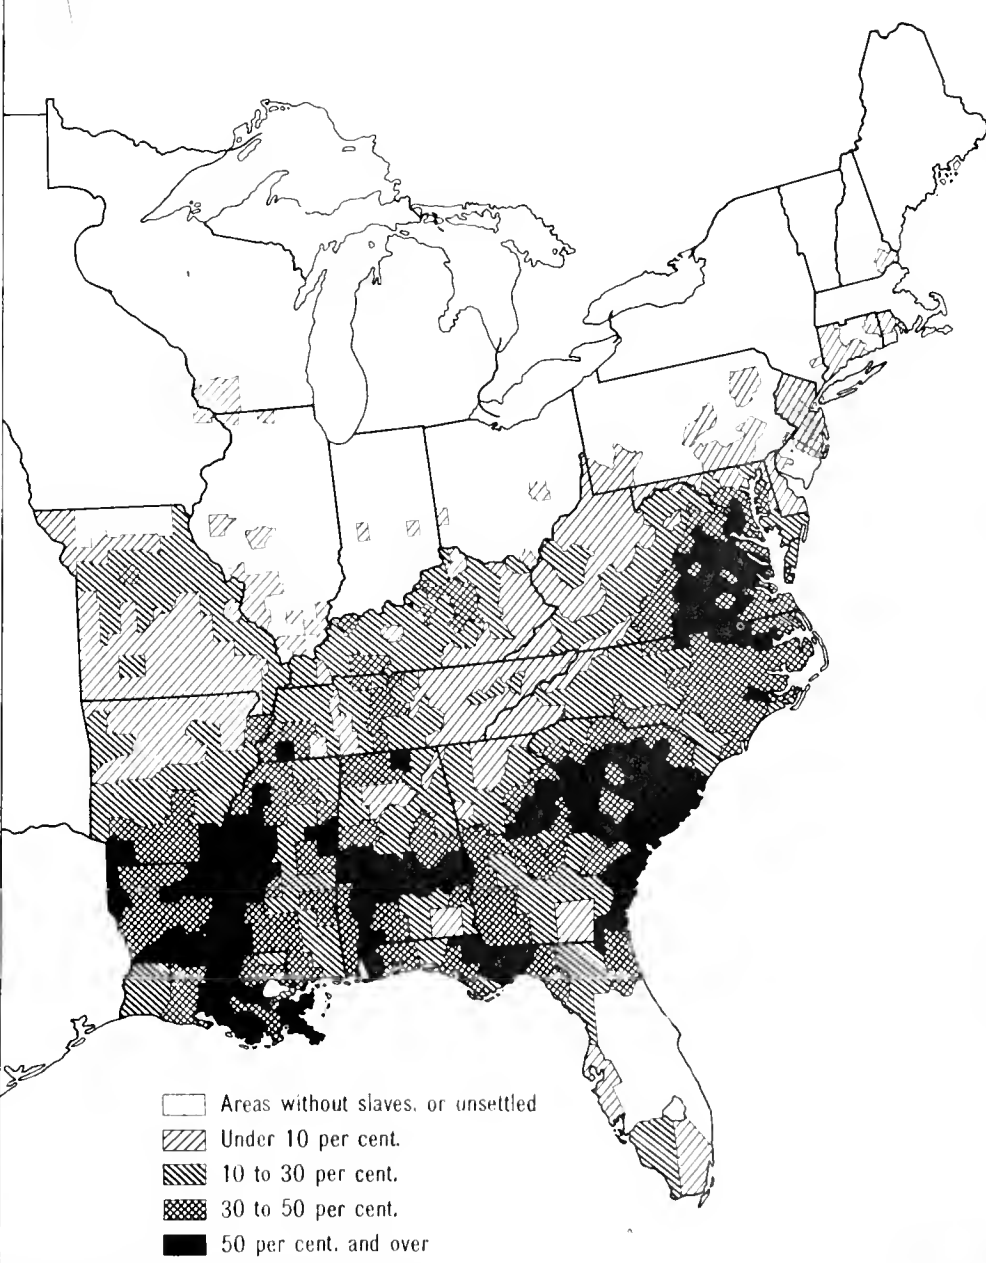 Areas without slaves, or unsettled
Under 10 per cent.
10 to 30 per cent.
30 to 50 per cent.
50 per cent. and over